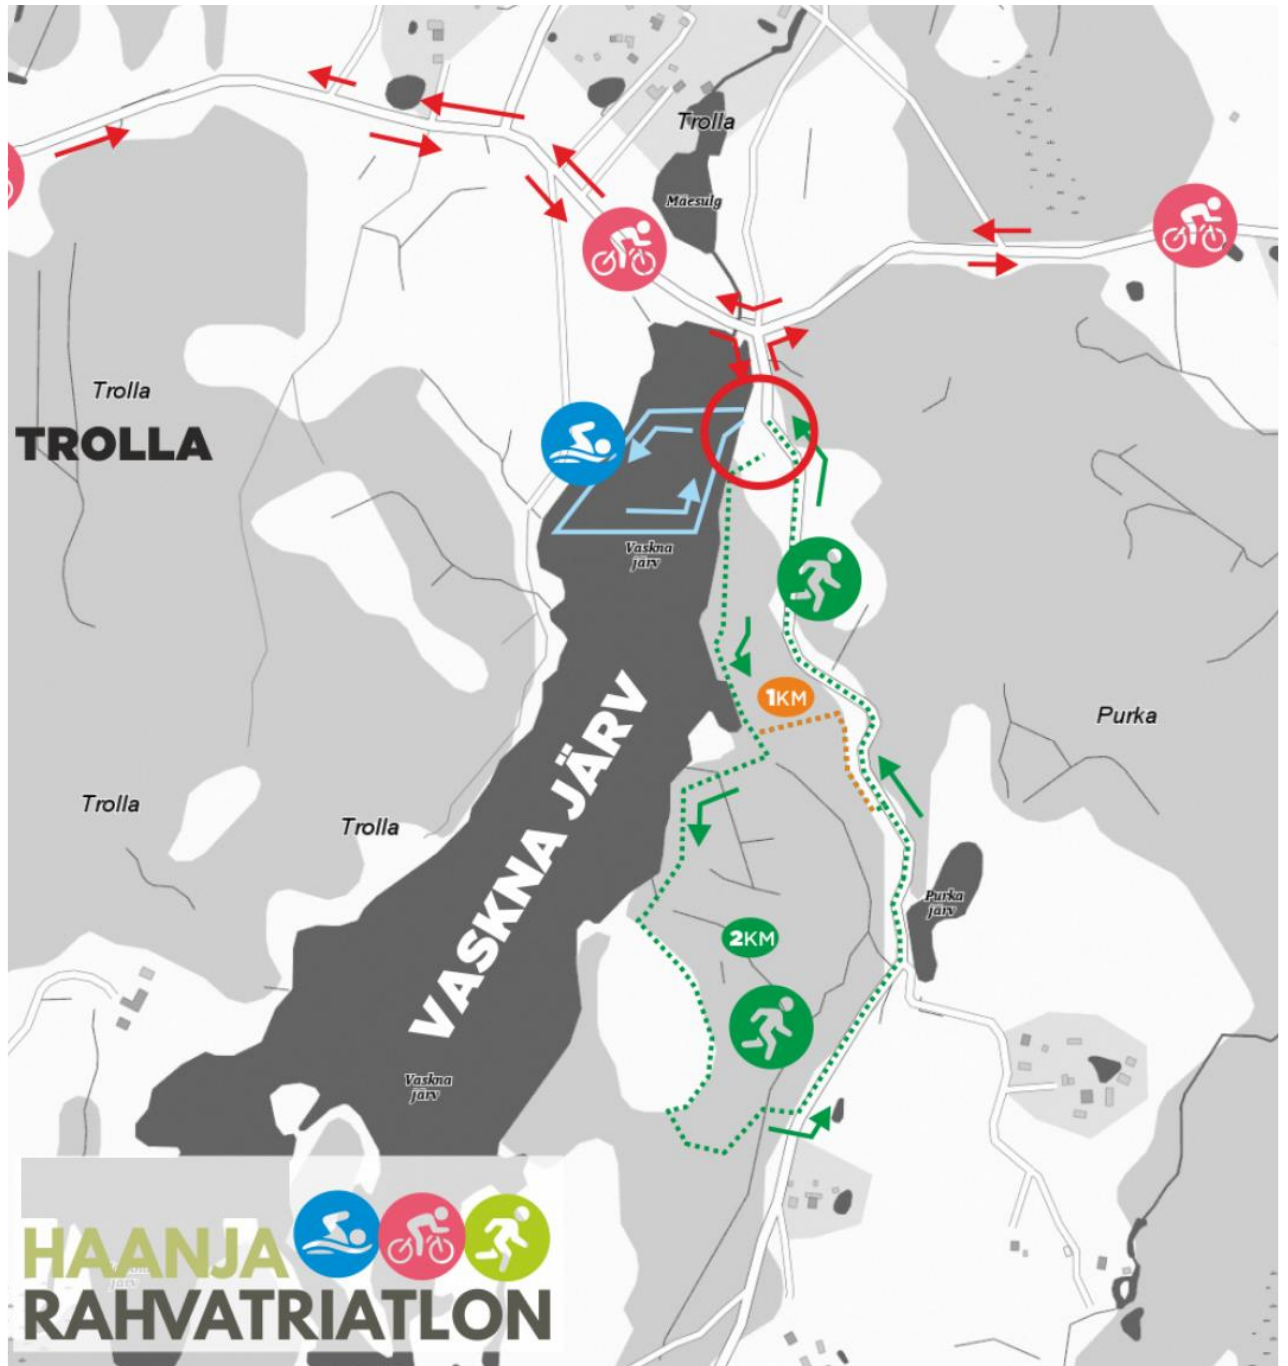 Trolla
Mäesulg
Trolla
TROLLA
Vaskna
järv
1KM
Purka
VASKNA JÄRV
Trolla
Trolla
Purka
järv
2KM
Vaskna
järv
HAANJA
järv
RAHVATRIATLON